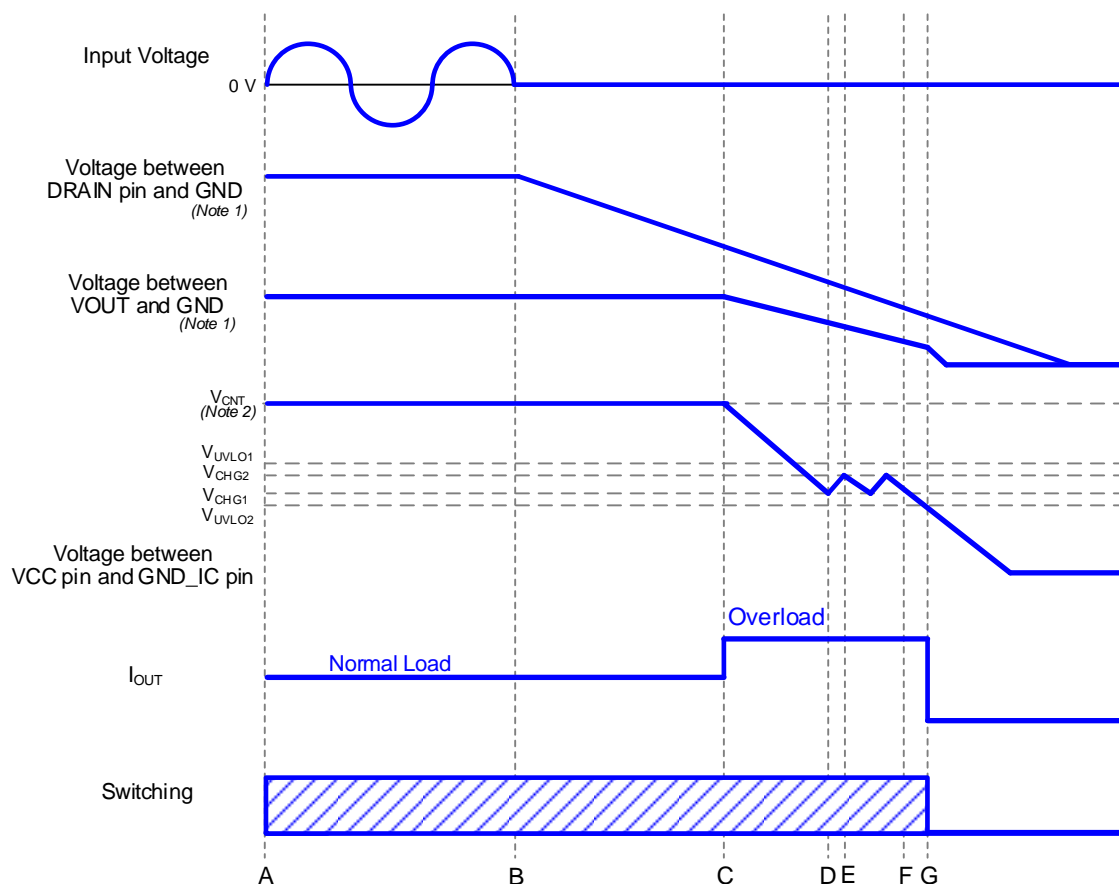 Input Voltage
0 V
Voltage between
DRAIN pin and GND
(Note 1)
Voltage between
VOUT and GND
(Note 1)
VCNT
(Note 2)
VUVLO1
VCHG2
VCHG1
VUVLO2
Voltage between
VCC pin and GND_IC pin
Overload
Normal Load
IOUT
Switching
A B C D E F G